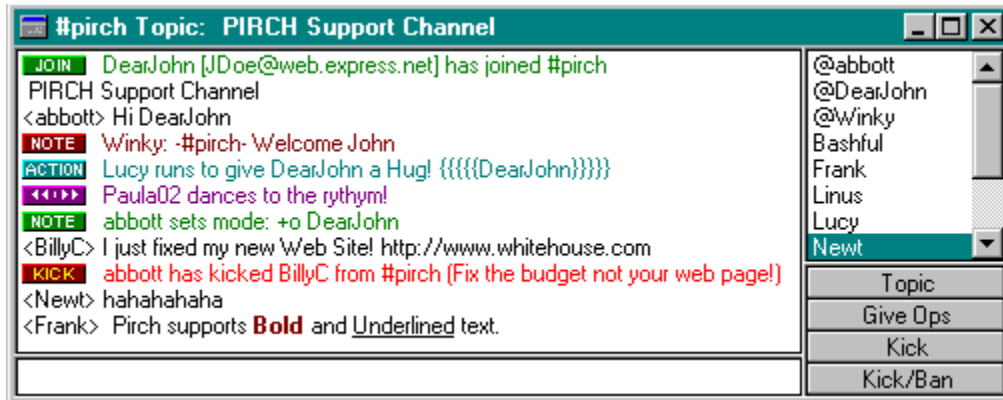 #pirch Topic: PIRCH Support Channel
JOIN DearJohn [JDoe@web.express.net] has joined #pirch
PIRCH Support Channel
<abbott> Hi DearJohn
NOTE Winky: -#pirch- Welcome John
ACTION Lucy runs to give DearJohn a Hug! {{{{{DearJohn}}}}}
Paula02 dances to the rythym!
NOTE abbott sets mode: +o DearJohn
<BillyC> I just fixed my new Web Site! http://www.whitehouse.com
KICK abbott has kicked BillyC from #pirch (Fix the budget not your web page!)
<Newt> hahahahaha
<Frank> Pirch supports Bold and Underlined text.
@abbott
@DearJohn
@Winky
Bashful
Frank
Linus
Lucy
Newt
Topic
Give Ops
Kick
Kick/Ban